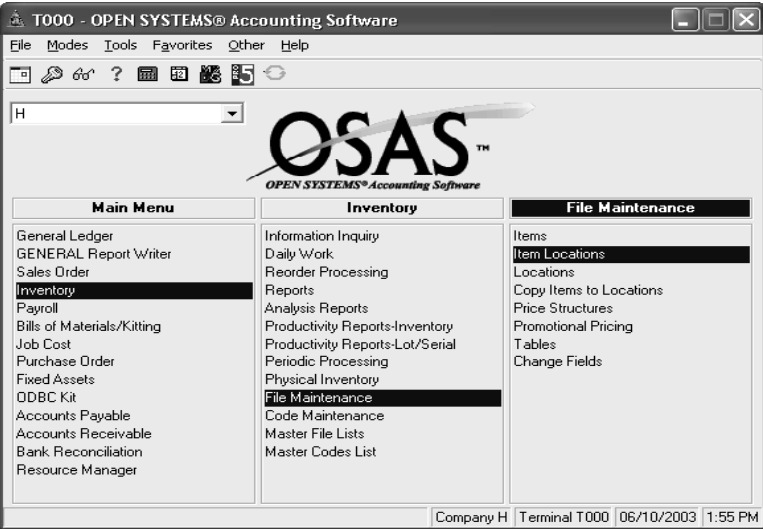 T000 - OPEN SYSTEMS® Accounting Software
File Modes Tools Favorites Other Help
H
OSAS™
OPEN SYSTEMS® Accounting Software
Main Menu
General Ledger
GENERAL Report Writer
Sales Order
Inventory
Payroll
Bills of Materials/Kitting
Job Cost
Purchase Order
Fixed Assets
ODBC Kit
Accounts Payable
Accounts Receivable
Bank Reconciliation
Resource Manager
Inventory
Information Inquiry
Daily Work
Reorder Processing
Reports
Analysis Reports
Productivity Reports-Inventory
Productivity Reports-Lot/Serial
Periodic Processing
Physical Inventory
File Maintenance
Code Maintenance
Master File Lists
Master Codes List
File Maintenance
Items
Item Locations
Locations
Copy Items to Locations
Price Structures
Promotional Pricing
Tables
Change Fields
Company H Terminal T000 06/10/2003 1:55 PM